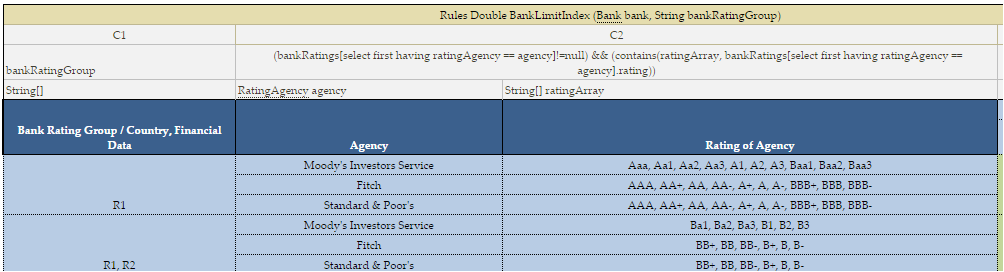 Rules Double BankLimitIndex (Bank bank, String bankRatingGroup)
C1 C2
bankRatingGroup (bankRatings[select first having ratingAgency == agency]!=null) && (contains(ratingArray, bankRatings[select first having ratingAgency ==
agency].rating))
String[] RatingAgency agency String[] ratingArray
Bank Rating Group / Country, Financial
Data Agency Rating of Agency
Moody's Investors Service Aaa, Aa1, Aa2, Aa3, A1, A2, A3, Baa1, Baa2, Baa3
Fitch AAA, AA+, AA, AA-, A+, A, A-, BBB+, BBB, BBB-
R1 Standard & Poor's AAA, AA+, AA, AA-, A+, A, A-, BBB+, BBB, BBB-
Moody's Investors Service Ba1, Ba2, Ba3, B1, B2, B3
Fitch BB+, BB, BB-, B+, B, B-
R1, R2 Standard & Poor's BB+, BB, BB-, B+, B, B-